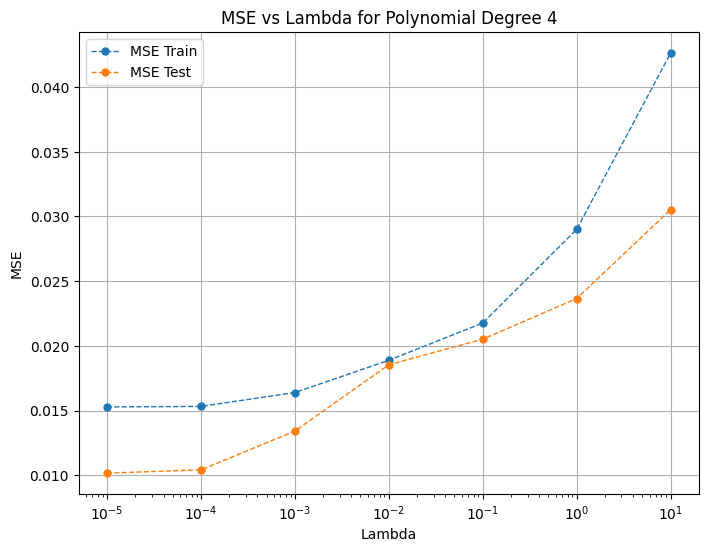 MSE vs Lambda for Polynomial Degree 4
MSE Train
MSE Test
0.040
0.035
0.030
0.025
0.020
0.015
0.010
MSE
10⁻⁵ 10⁻⁴ 10⁻³ 10⁻² 10⁻¹ 10⁰ 10¹
Lambda